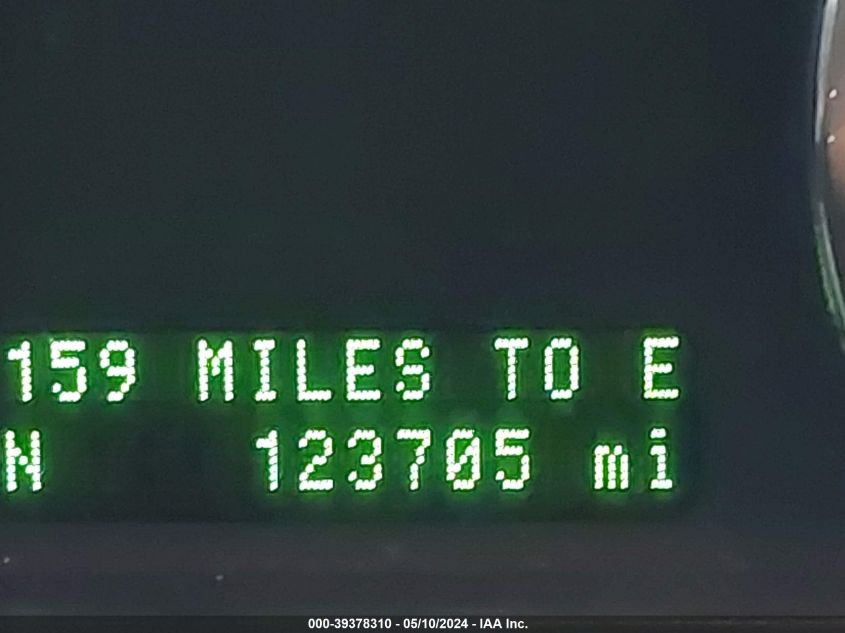 159 MILES TO E
N 123705 mi
000-39378310 - 05/10/2024 - IAA Inc.